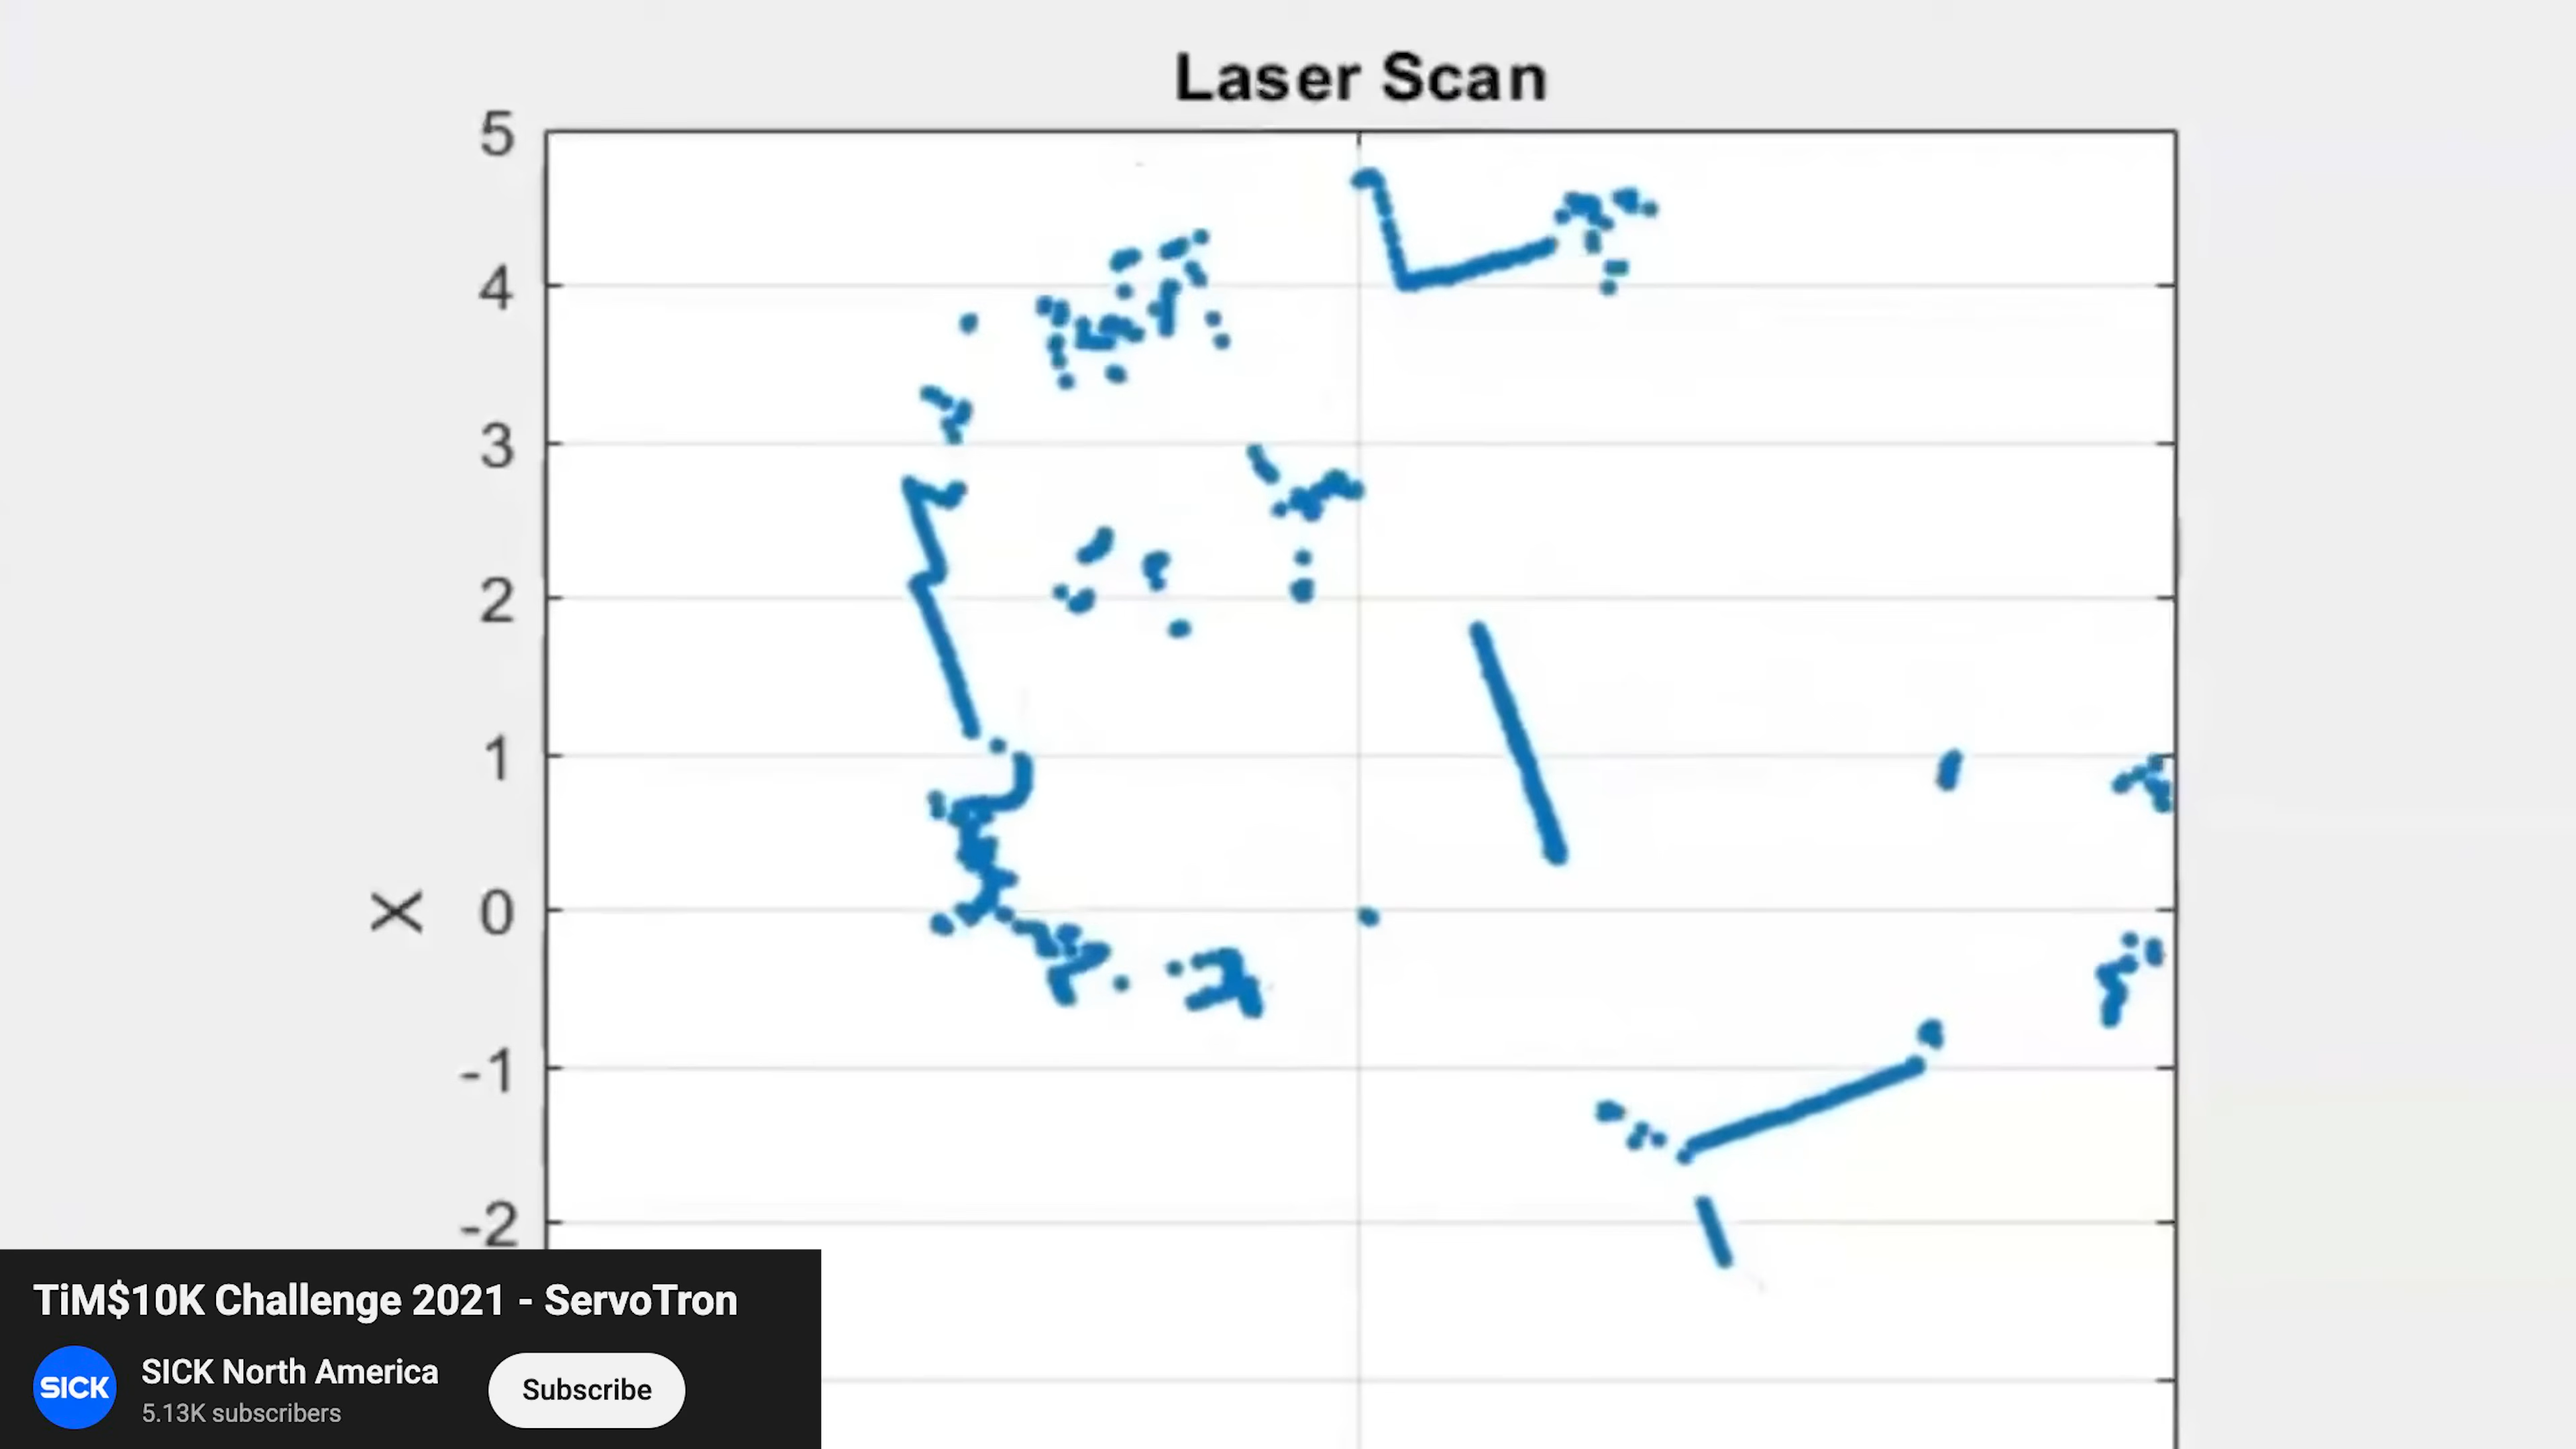 Laser Scan
5
4
3
2
1
X 0
-1
-2
TiM$10K Challenge 2021 - ServoTron
SICK
SICK North America
5.13K subscribers
Subscribe